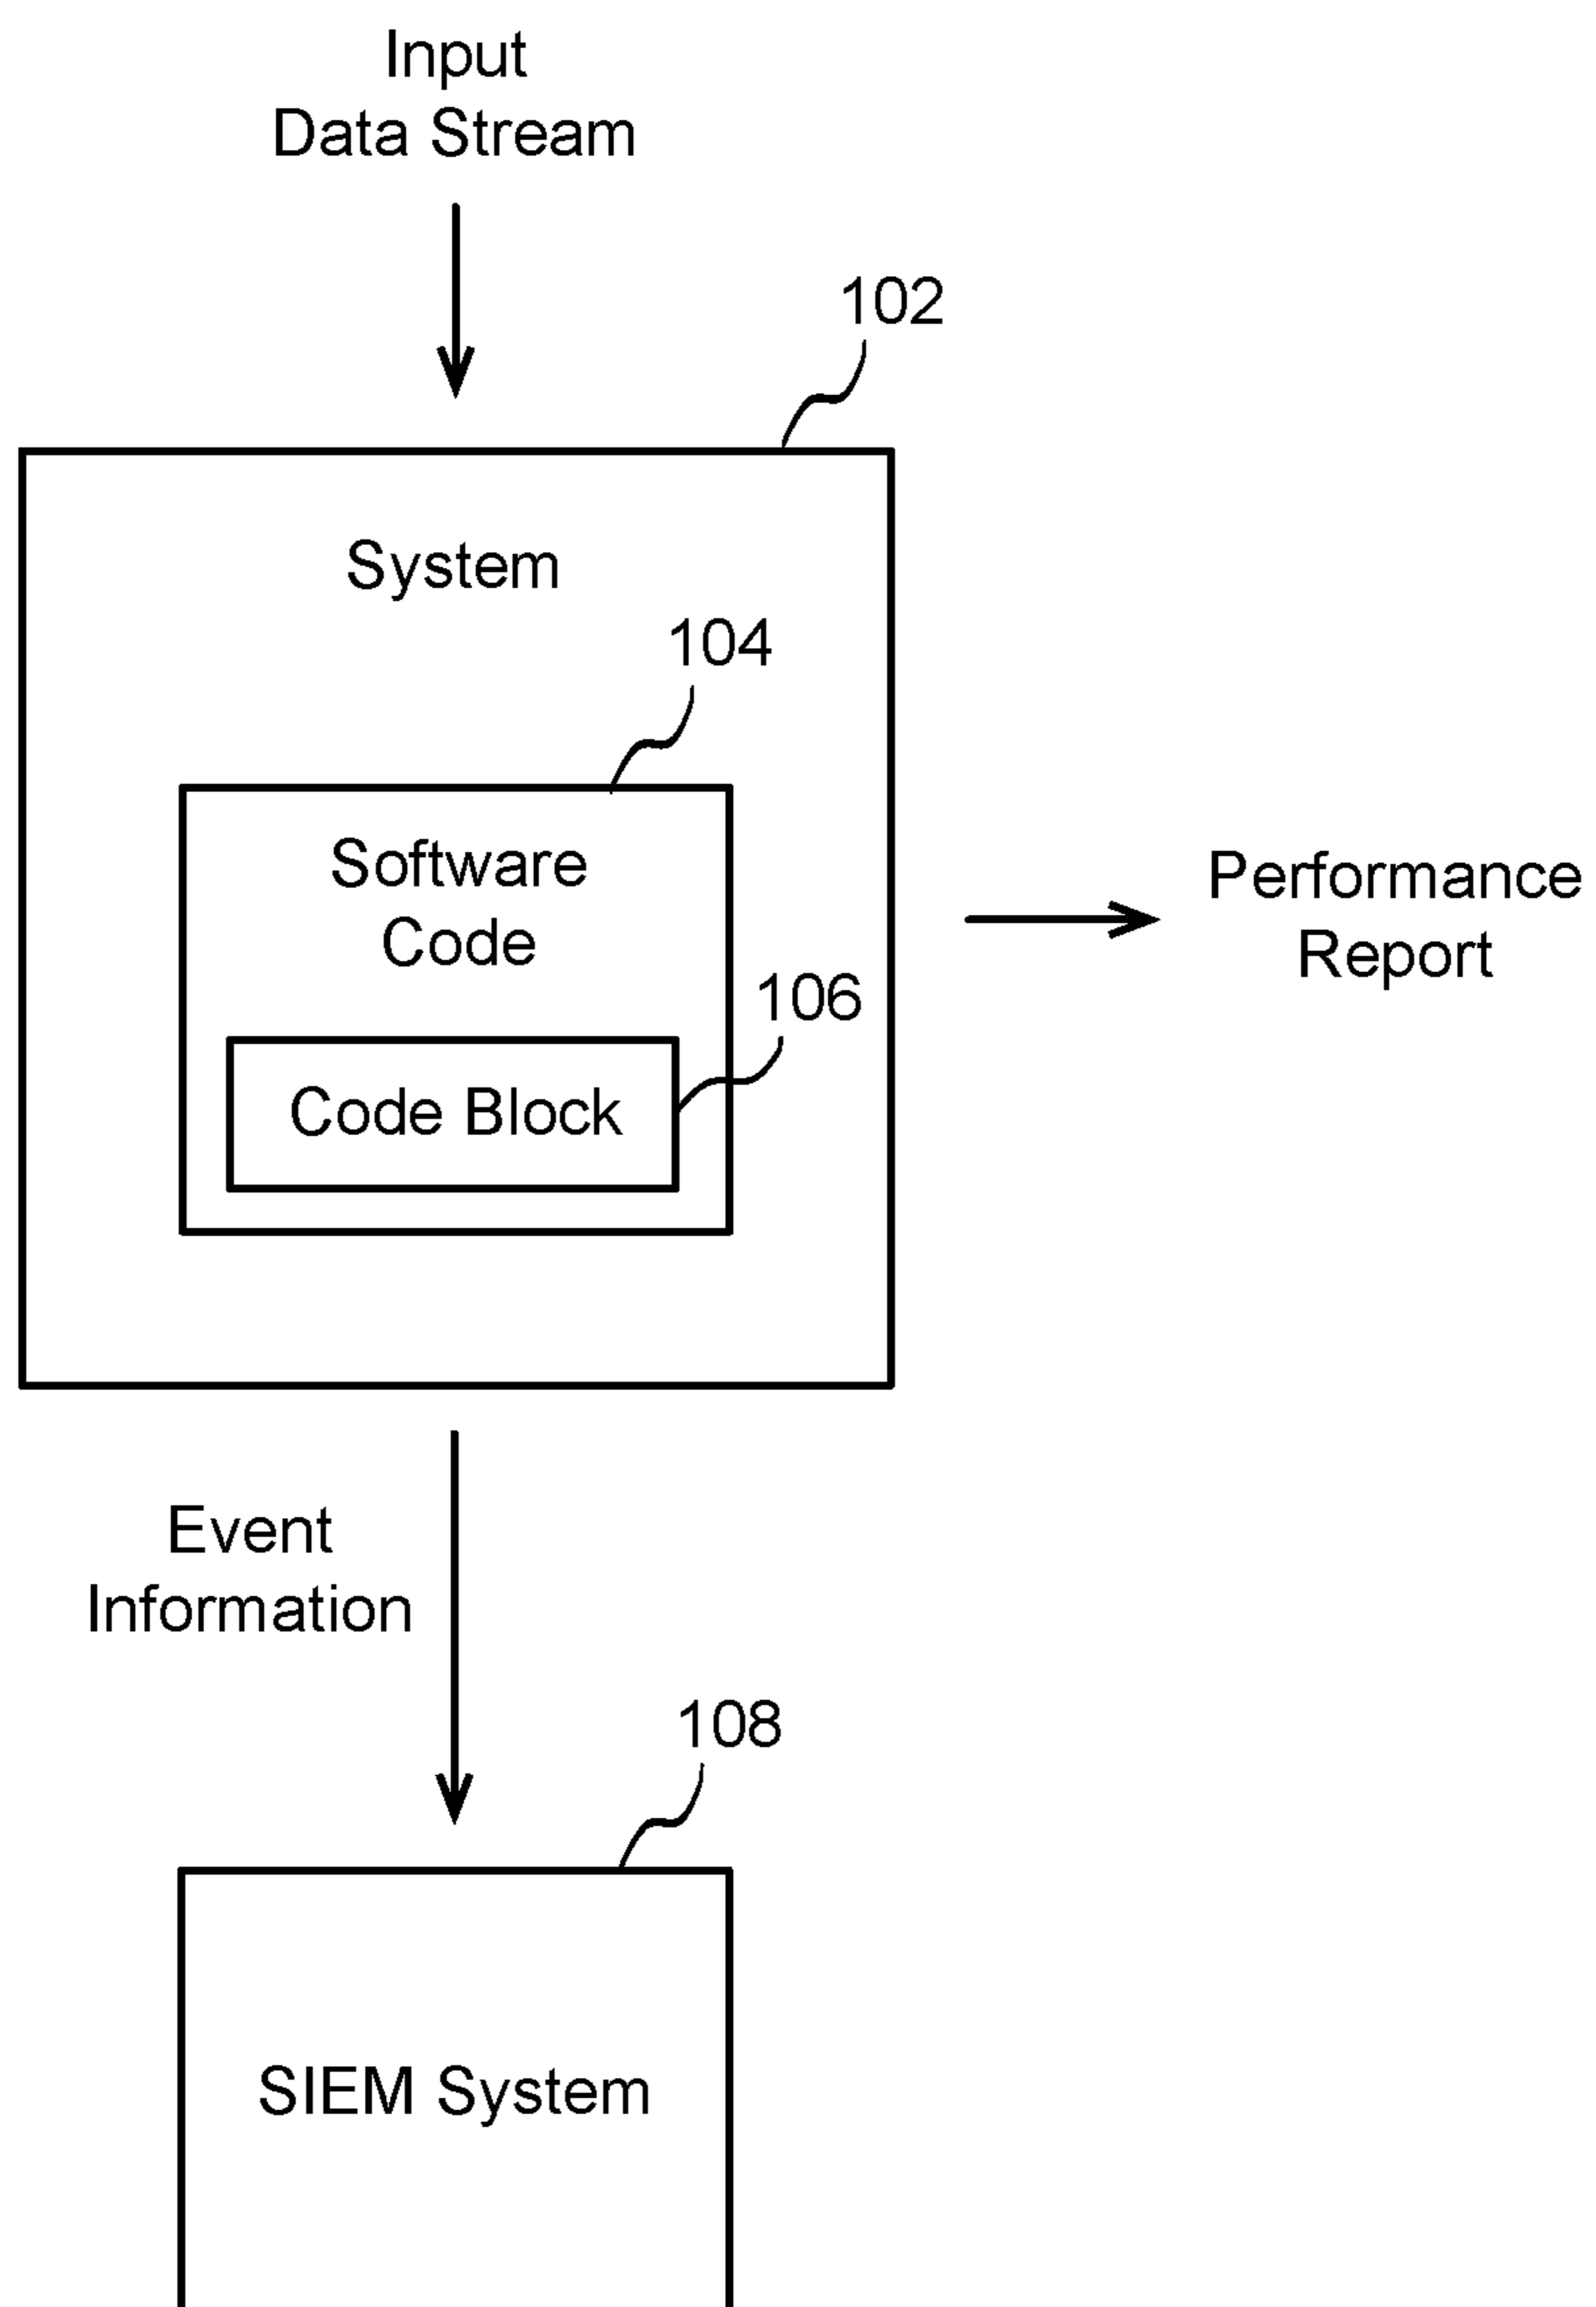 Input
Data Stream
102
System
104
Software
Code
Performance
Report
106
Code Block
Event
Information
108
SIEM System